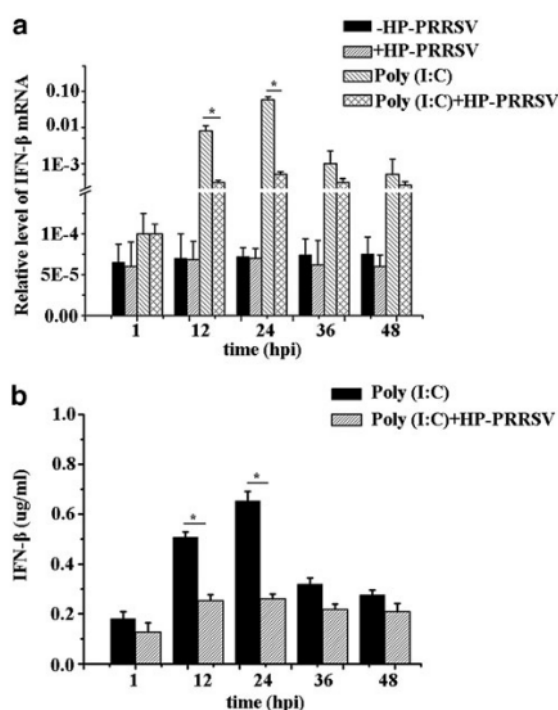 a
-HP-PRRSV
+HP-PRRSV
Poly (I:C)
Poly (I:C)+HP-PRRSV
Relative level of IFN-β mRNA
0.10
0.01
1E-3
1E-4
5E-5
0.00
* *
1 12 24 36 48
time (hpi)
b
Poly (I:C)
Poly (I:C)+HP-PRRSV
IFN-β (ug/ml)
1.0
0.8
0.6
0.4
0.2
0.0
* *
1 12 24 36 48
time (hpi)